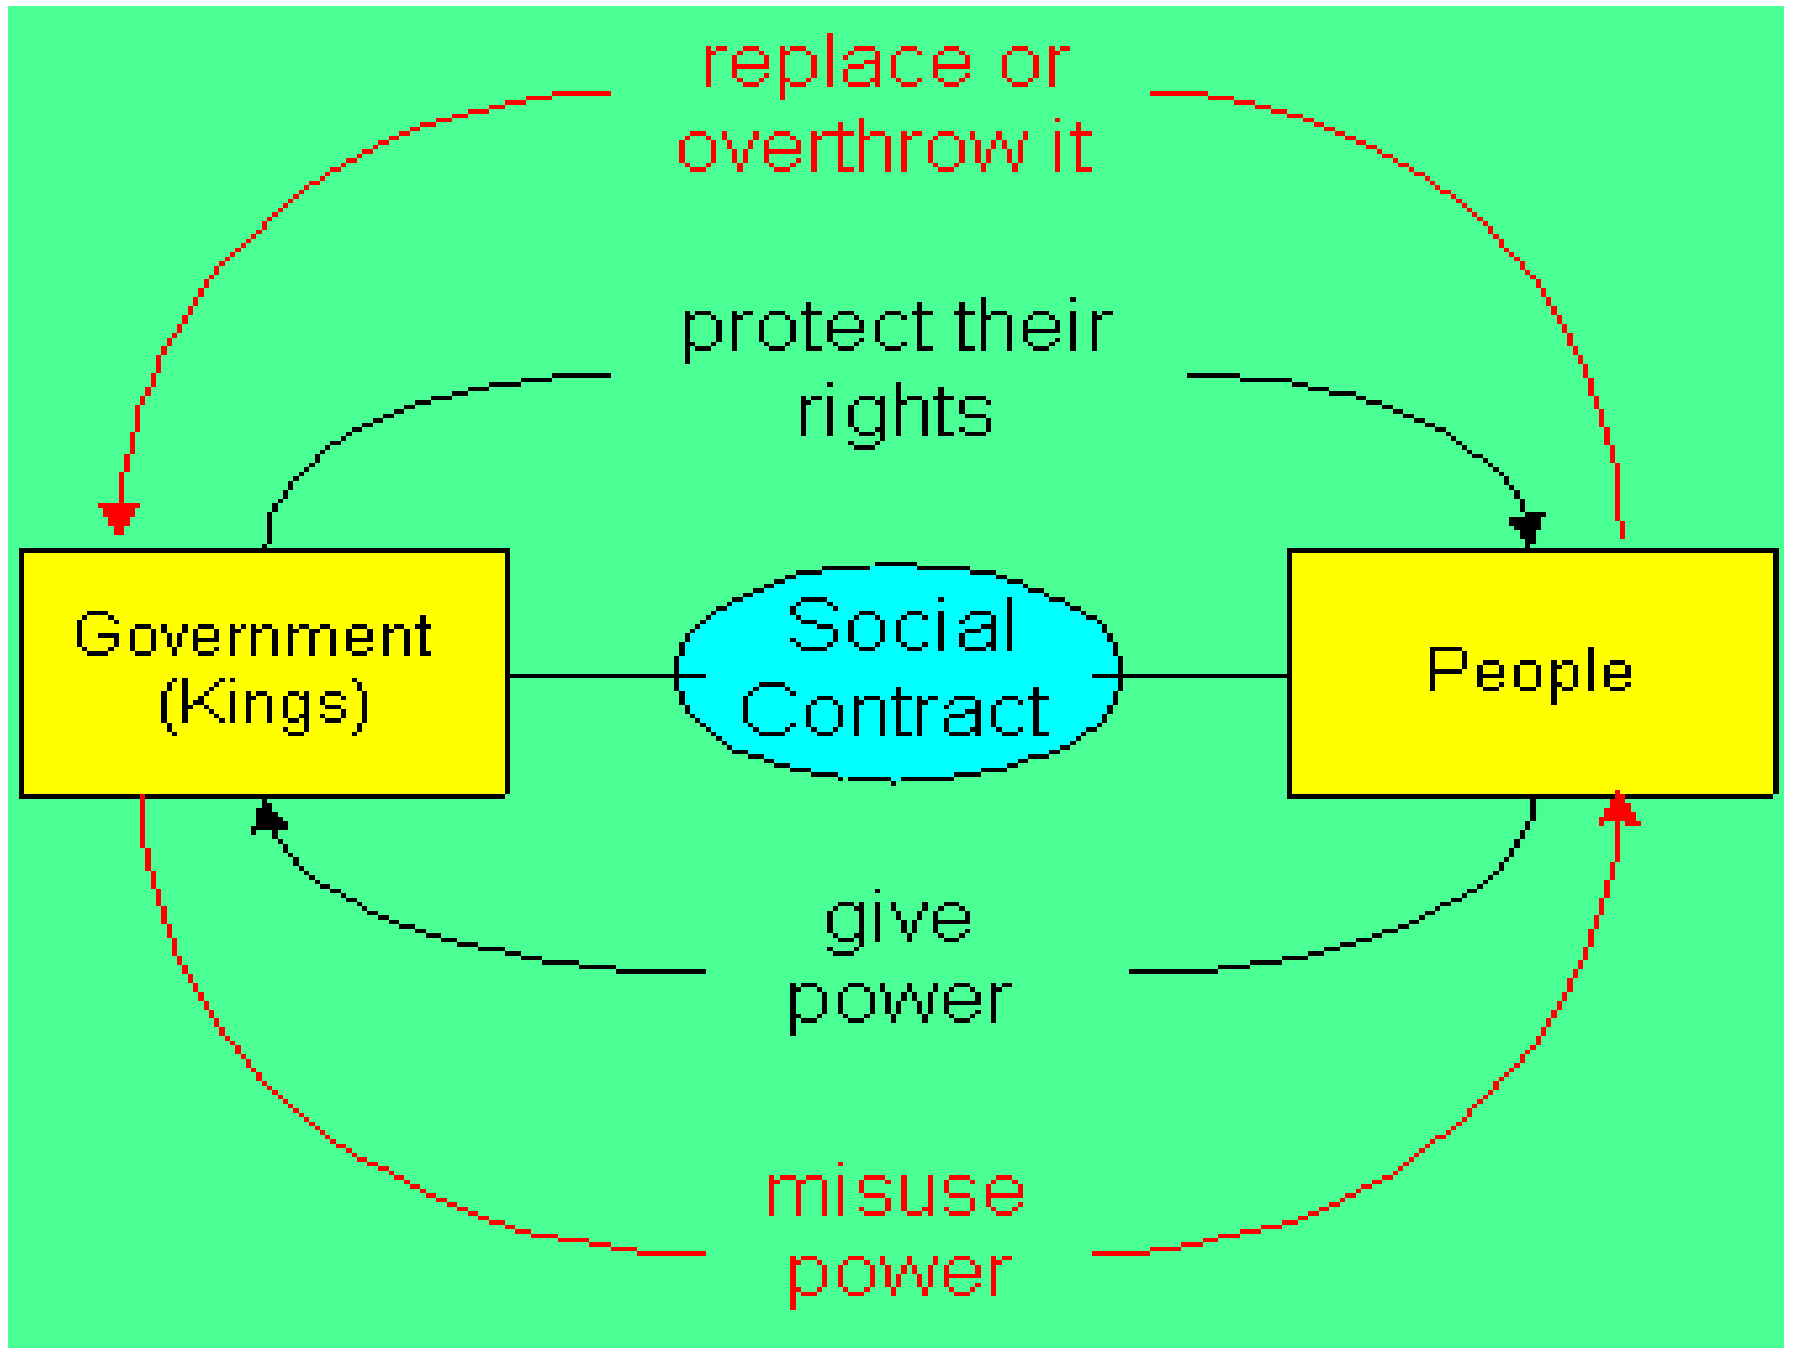 replace or
overthrow it
protect their
rights
Government
(Kings)
Social
Contract
People
give
power
misuse
power